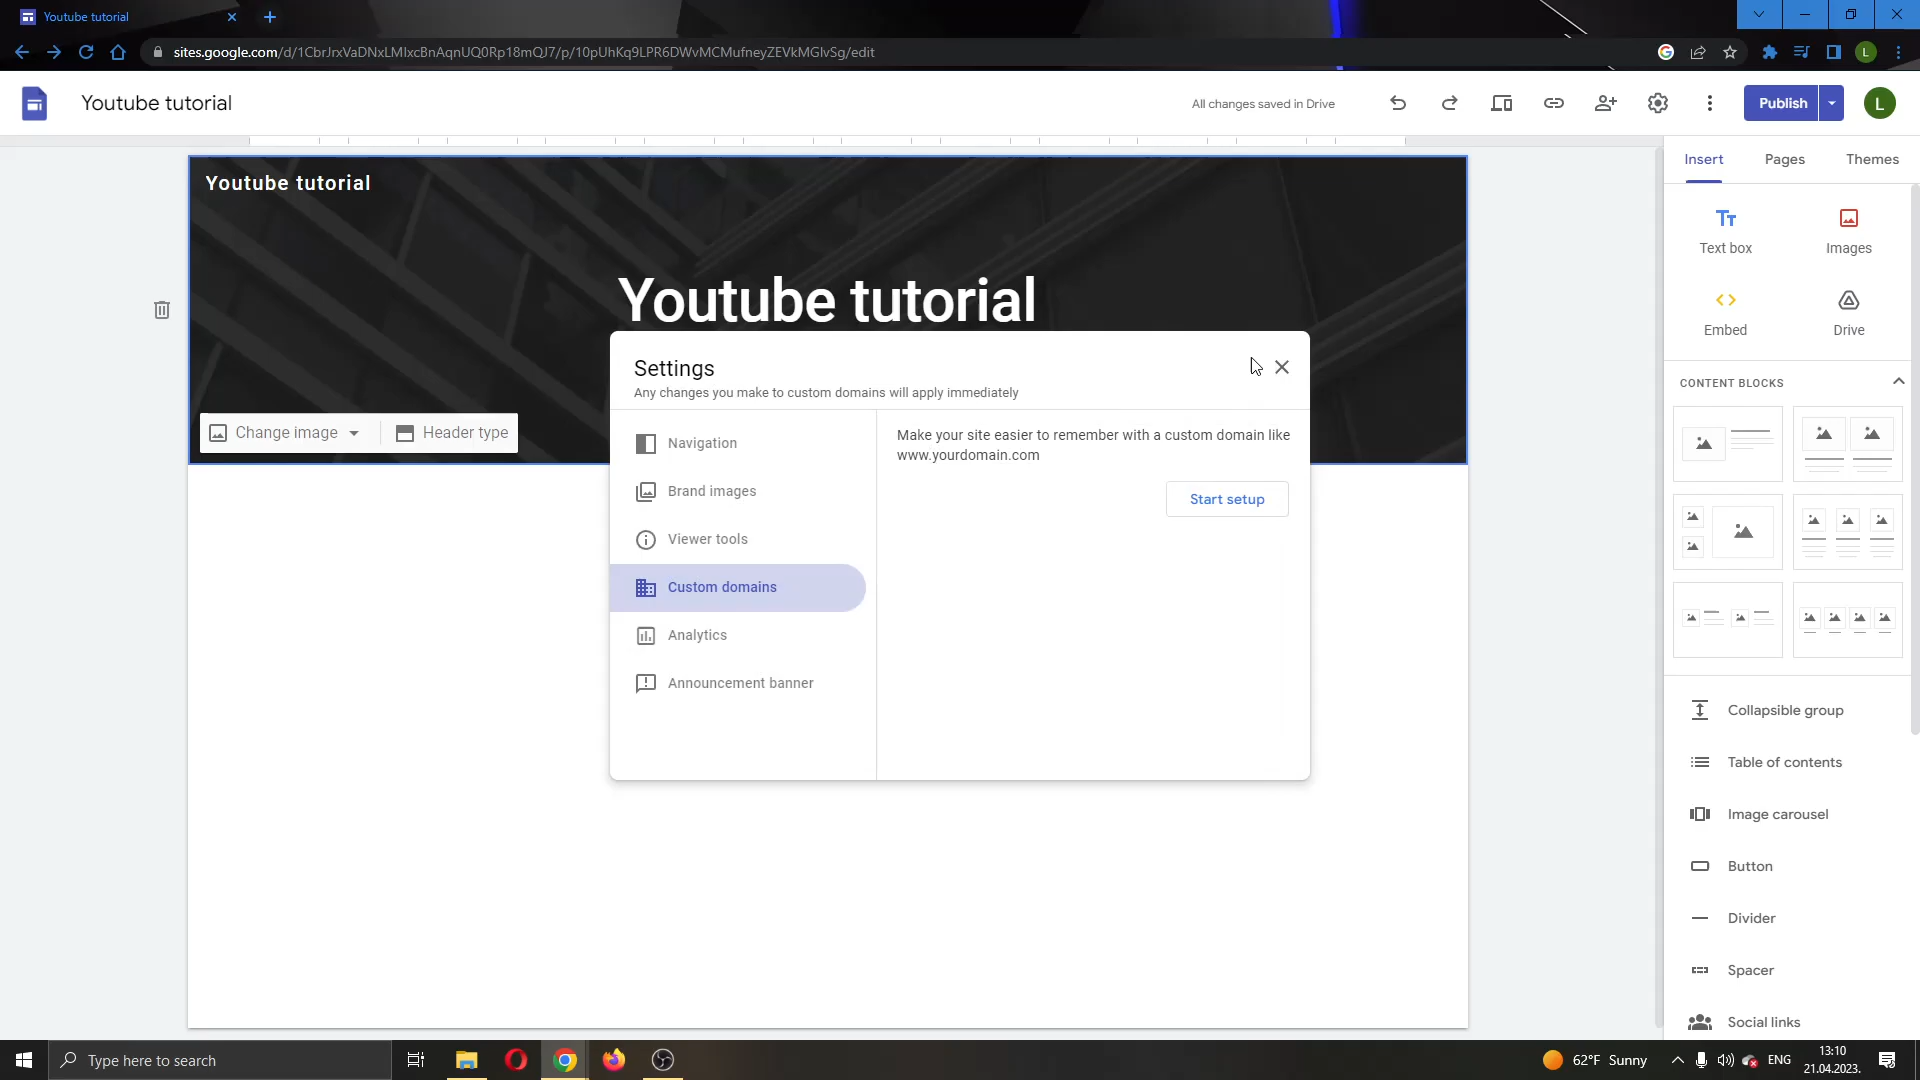 Youtube tutorial
sites.google.com/d/1CbrJrxVaDNxLMIxcBnAqnUQ0Rp18mQJ7/p/10pUhKq9LPR6DWvMCMufneyZEVkMGlvSg/edit
L
Youtube tutorial
All changes saved in Drive
Publish
L
Insert
Pages
Themes
Youtube tutorial
Youtube tutorial
Change image
Header type
Settings
Any changes you make to custom domains will apply immediately
Navigation
Brand images
Viewer tools
Custom domains
Analytics
Announcement banner
Make your site easier to remember with a custom domain like
www.yourdomain.com
Start setup
Text box
Images
Embed
Drive
CONTENT BLOCKS
Collapsible group
Table of contents
Image carousel
Button
Divider
Spacer
Social links
Type here to search
62°F Sunny
ENG
13:10
21.04.2023.